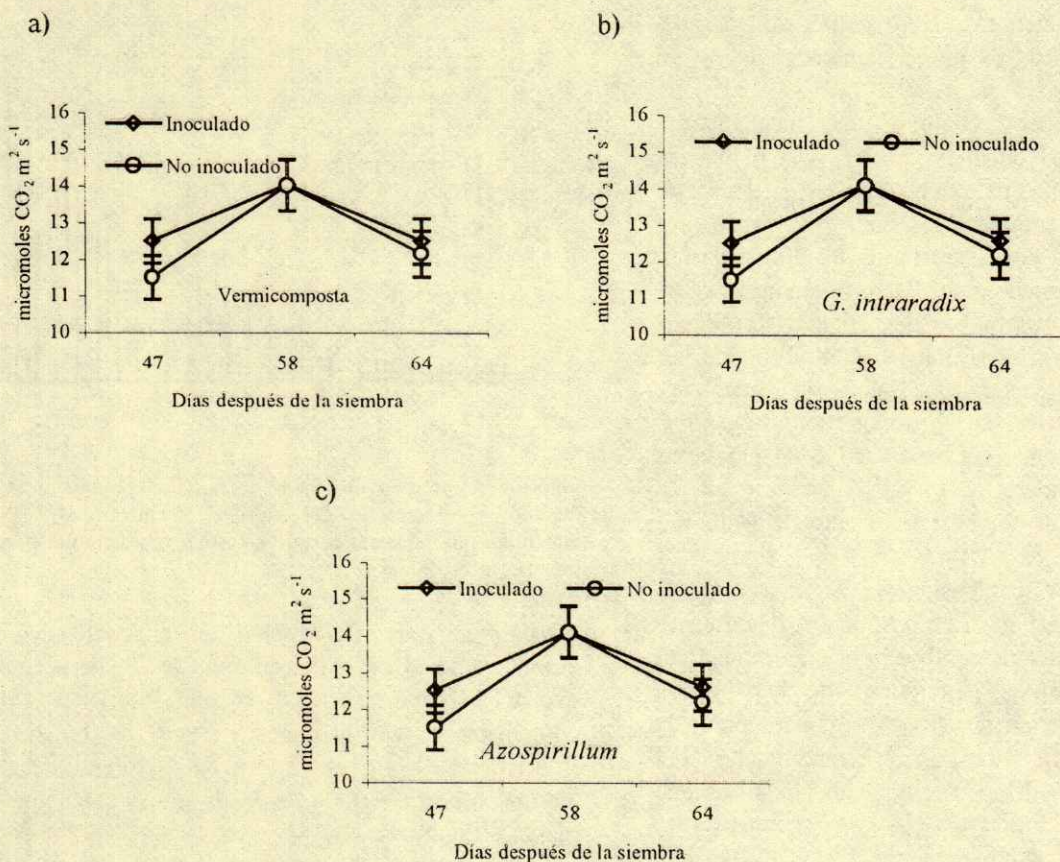 a)
16
15
14
13
12
11
10
micromoles CO₂ m² s⁻¹
Inoculado
No inoculado
Vermicomposta
47 58 64
Días después de la siembra
b)
16
15
14
13
12
11
10
micromoles CO₂ m² s⁻¹
Inoculado No inoculado
G. intraradix
47 58 64
Días después de la siembra
c)
16
15
14
13
12
11
10
micromoles CO₂ m² s⁻¹
Inoculado No inoculado
Azospirillum
47 58 64
Días después de la siembra